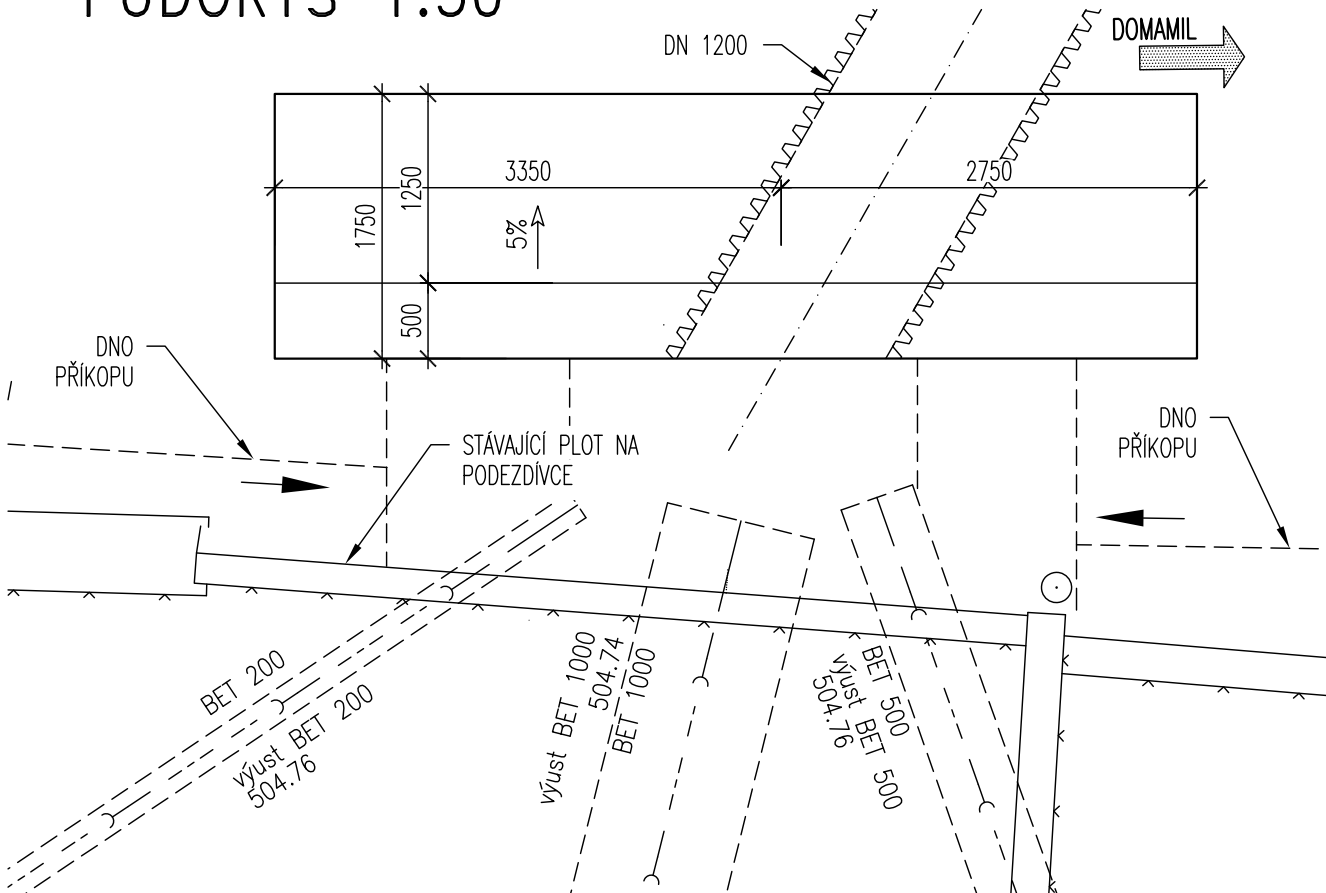 PŮDORYS 1:50
DN 1200
DOMAMIL
3350
2750
1250
1750
5%
500
DNO
PŘÍKOPU
STÁVAJÍCÍ PLOT NA
PODEZDÍVCE
DNO
PŘÍKOPU
BET 200
výust BET 200
504.76
výust BET 1000
504.74
BET 1000
BET 500
výust BET 500
504.76